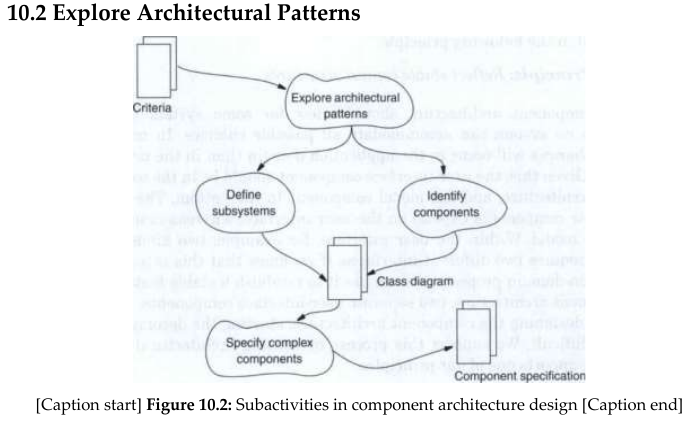 10.2 Explore Architectural Patterns
Criteria
Explore architectural
patterns
Define
subsystems
Identify
components
Class diagram
Specify complex
components
Component specification
[Caption start] Figure 10.2: Subactivities in component architecture design [Caption end]